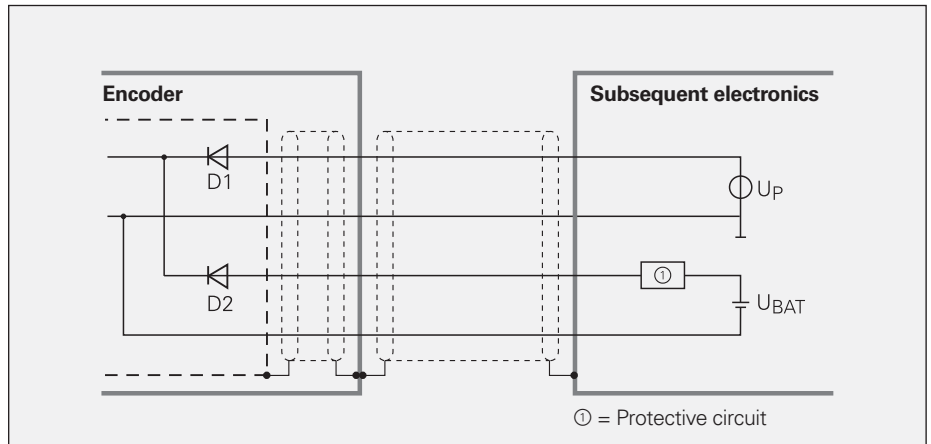 Encoder
Subsequent electronics
D1
UP
①
D2
UBAT
① = Protective circuit